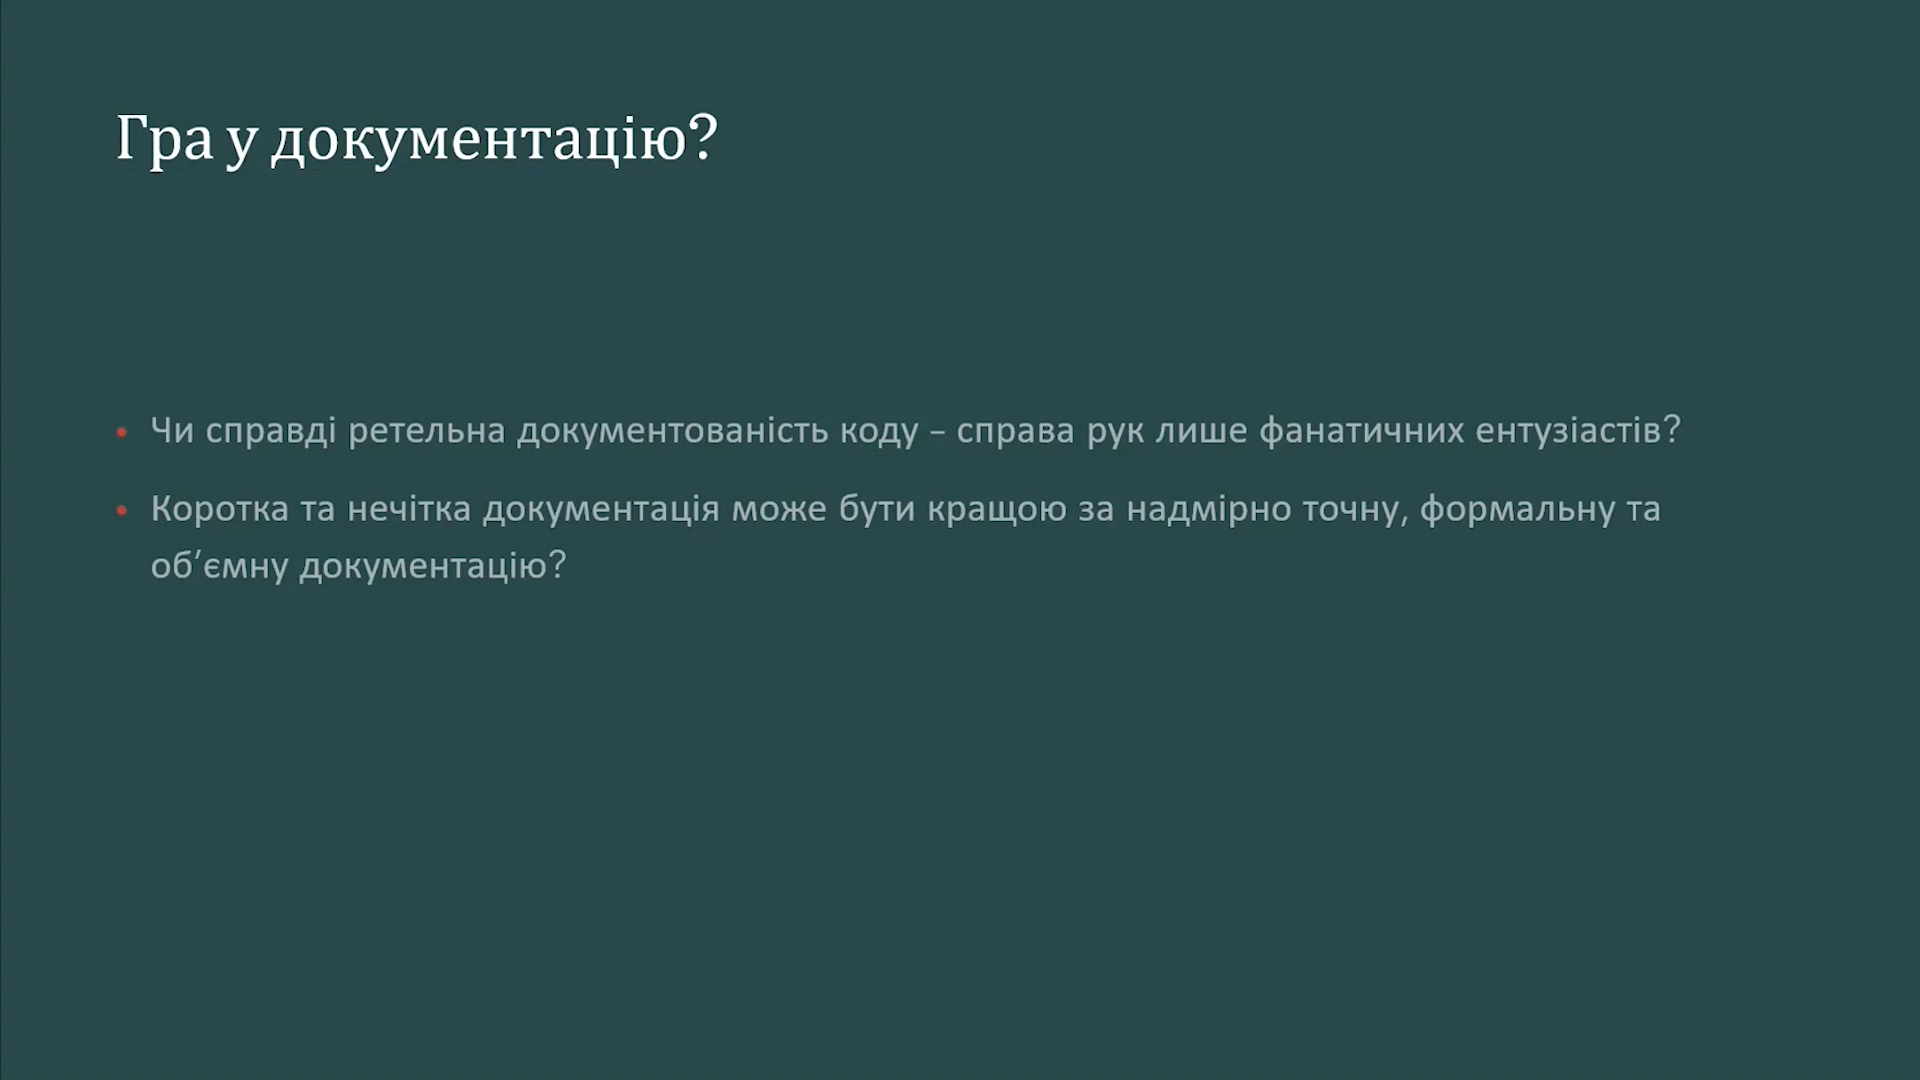 Гра у документацію?
• Чи справді ретельна документованість коду – справа рук лише фанатичних ентузіастів?
• Коротка та нечітка документація може бути кращою за надмірно точну, формальну та
об’ємну документацію?